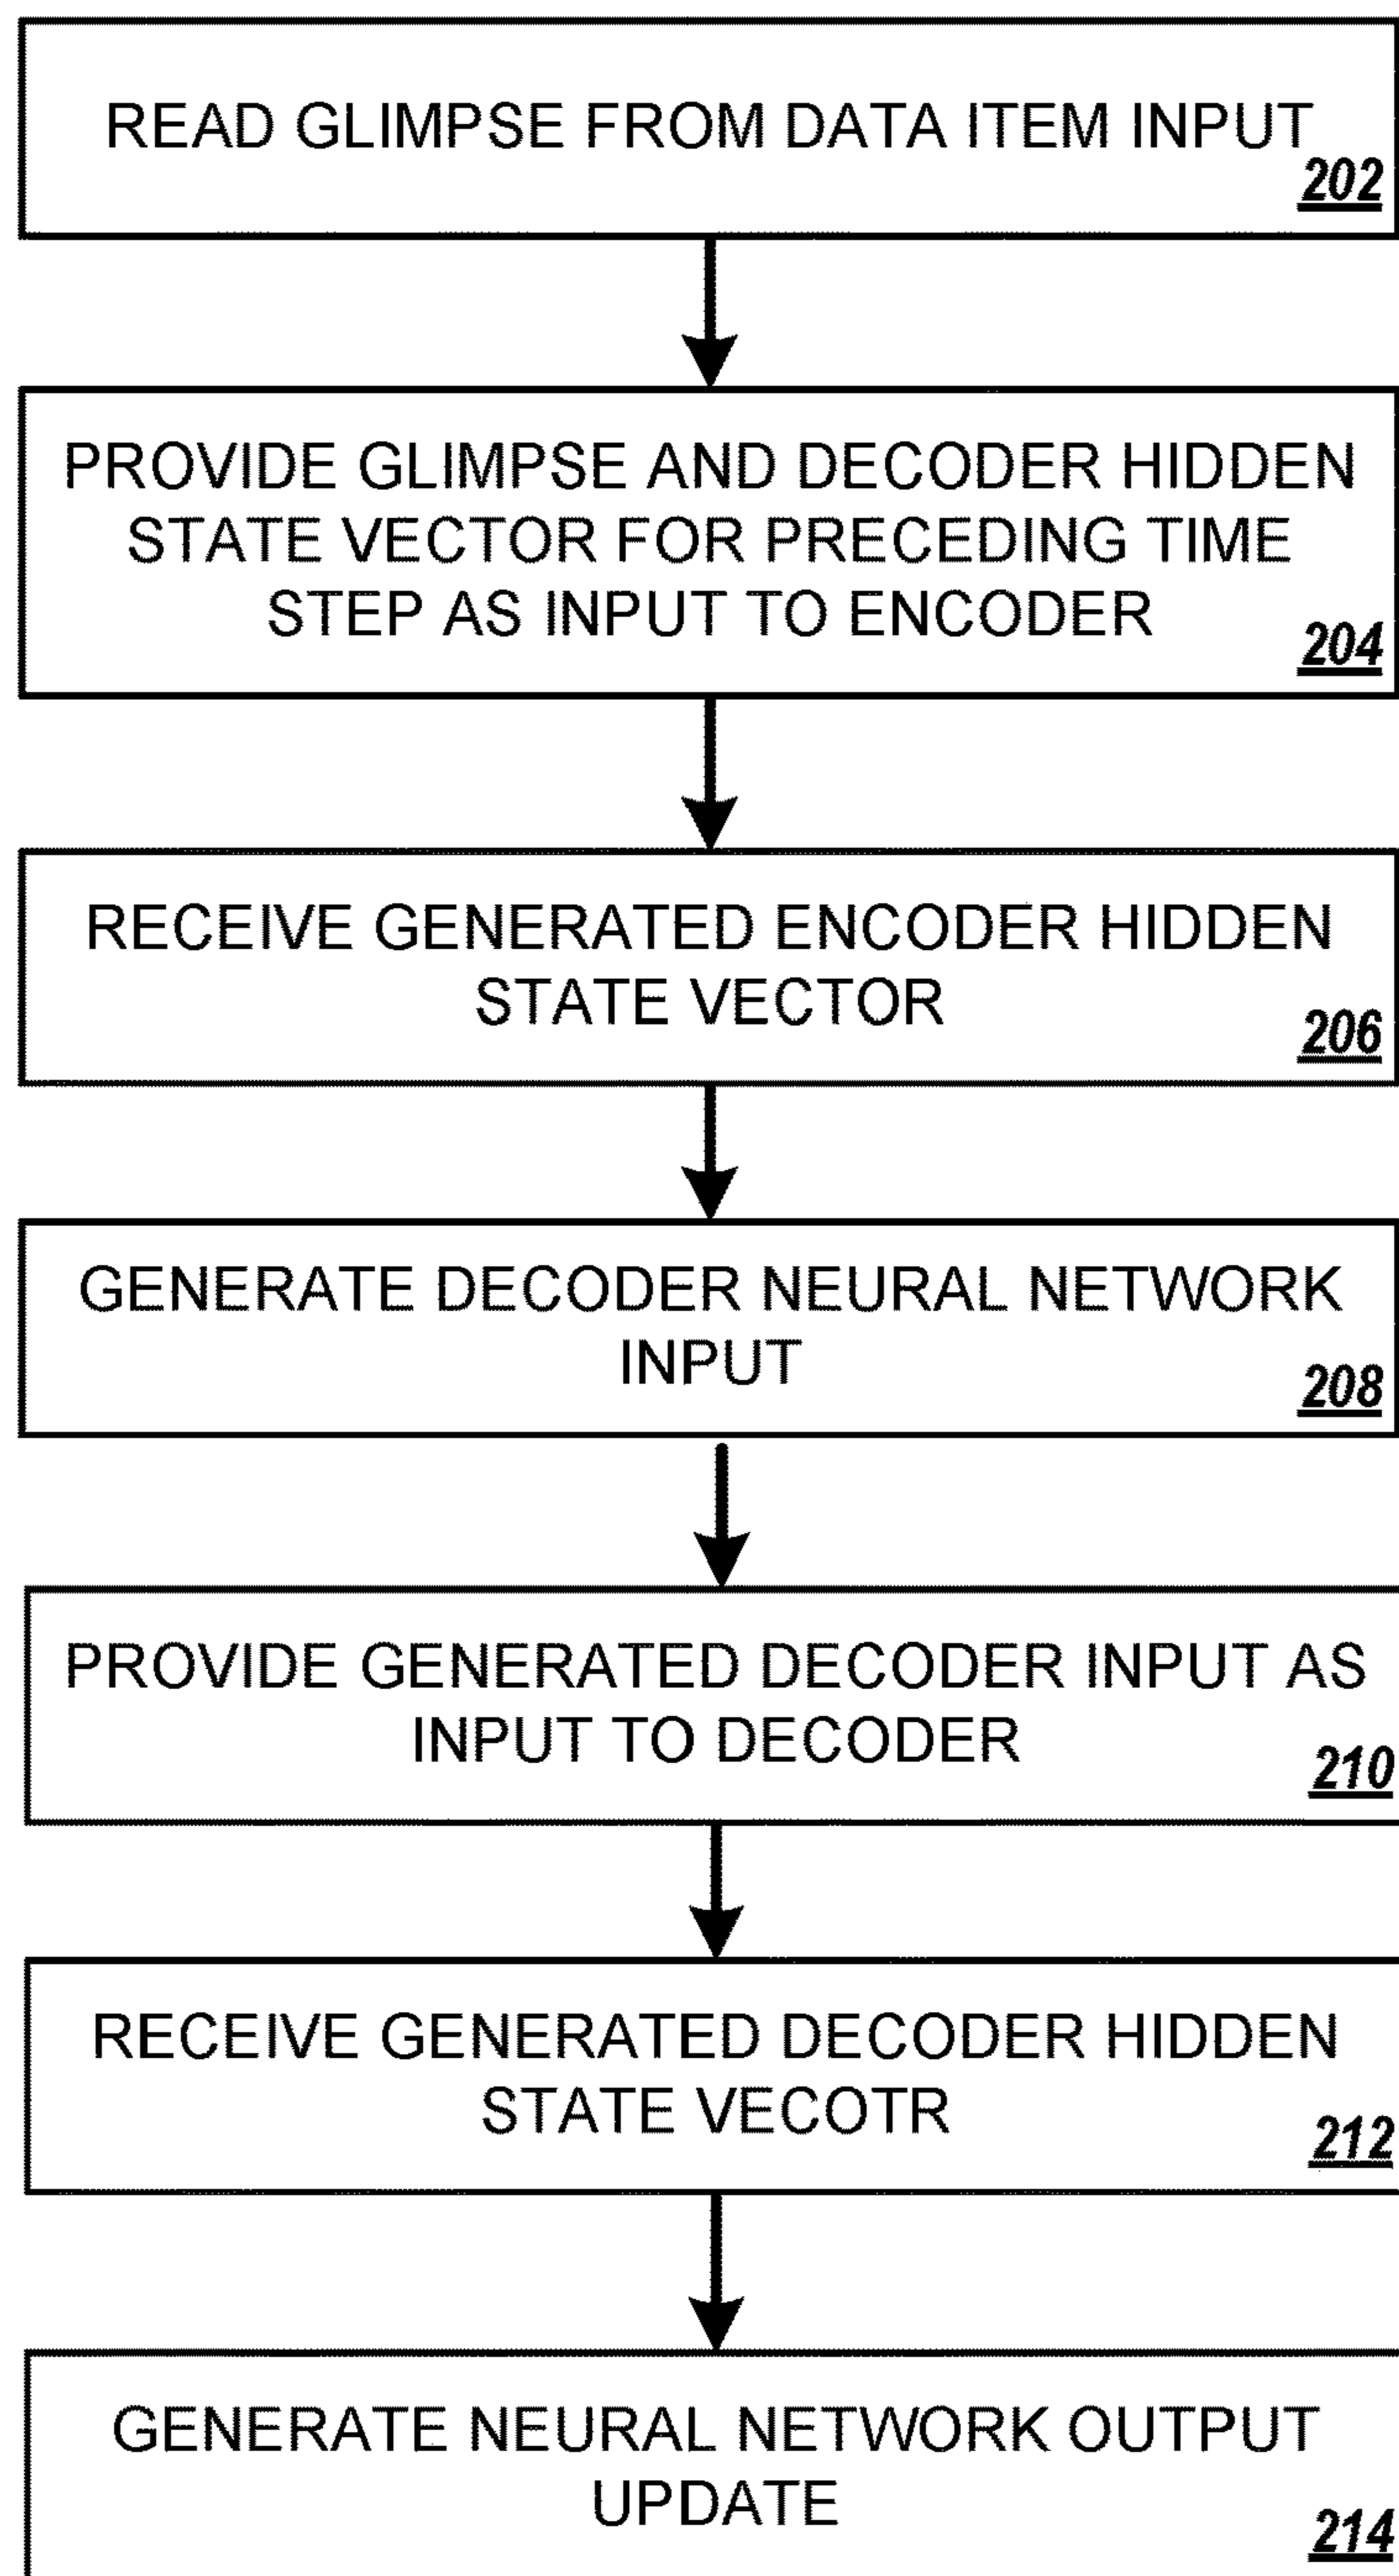 READ GLIMPSE FROM DATA ITEM INPUT
202
PROVIDE GLIMPSE AND DECODER HIDDEN
STATE VECTOR FOR PRECEDING TIME
STEP AS INPUT TO ENCODER
204
RECEIVE GENERATED ENCODER HIDDEN
STATE VECTOR
206
GENERATE DECODER NEURAL NETWORK
INPUT
208
PROVIDE GENERATED DECODER INPUT AS
INPUT TO DECODER
210
RECEIVE GENERATED DECODER HIDDEN
STATE VECOTR
212
GENERATE NEURAL NETWORK OUTPUT
UPDATE
214